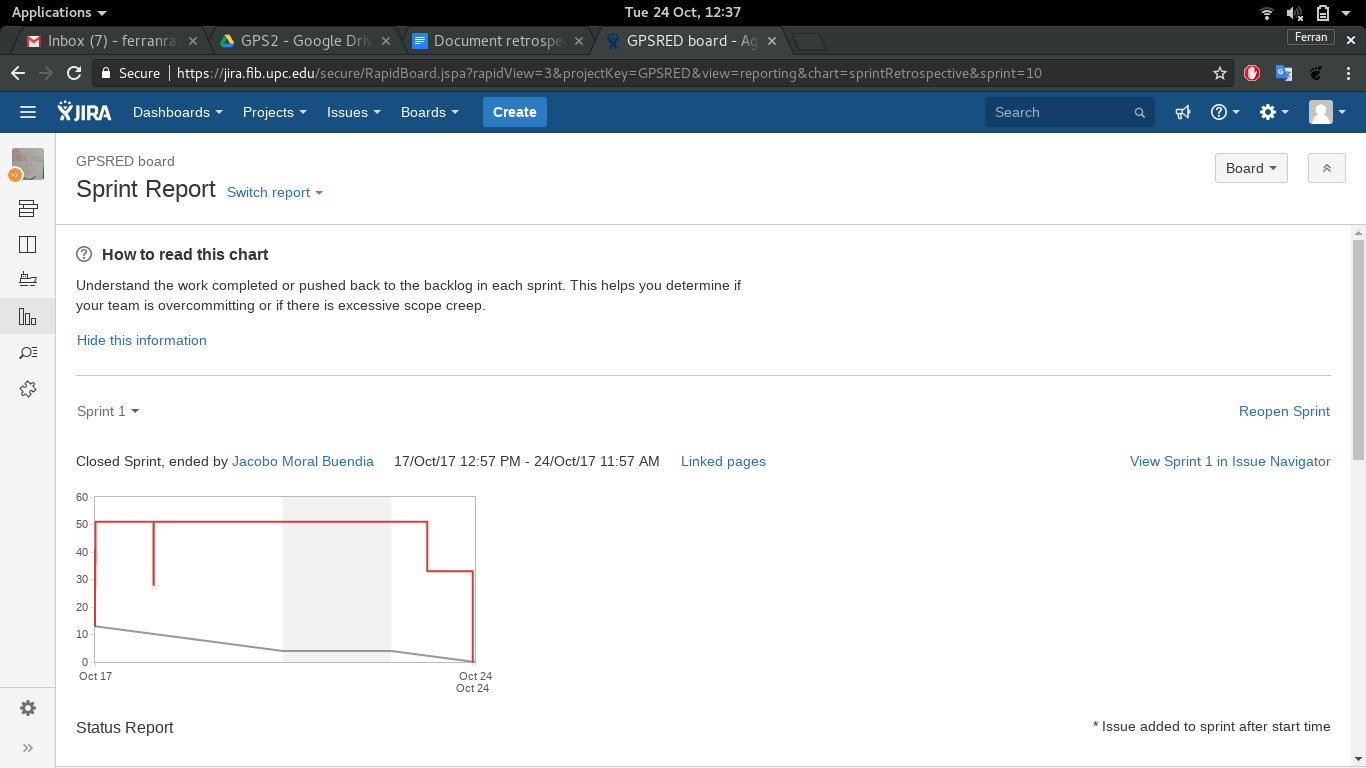 Applications
Tue 24 Oct, 12:37
Inbox (7) - ferranra
GPS2 - Google Driv
Document retrospe
GPSRED board - Ag
Ferran
Secure
https://jira.fib.upc.edu/secure/RapidBoard.jspa?rapidView=3&projectKey=GPSRED&view=reporting&chart=sprintRetrospective&sprint=10
JIRA
Dashboards
Projects
Issues
Boards
Create
Search
GPSRED board
Sprint Report
Switch report
Board
How to read this chart
Understand the work completed or pushed back to the backlog in each sprint. This helps you determine if
your team is overcommitting or if there is excessive scope creep.
Hide this information
Sprint 1
Reopen Sprint
Closed Sprint, ended by Jacobo Moral Buendia
17/Oct/17 12:57 PM - 24/Oct/17 11:57 AM
Linked pages
View Sprint 1 in Issue Navigator
60
50
40
30
20
10
0
Oct 17
Oct 24
Oct 24
Status Report
* Issue added to sprint after start time